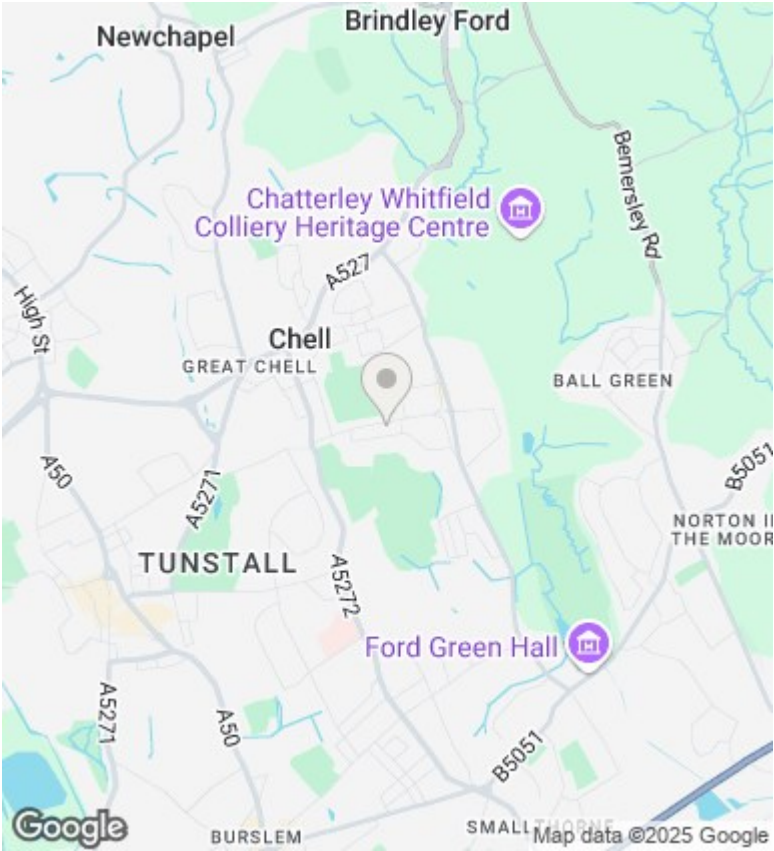 Brindley Ford
Newchapel
Bemersley Rd
Chatterley Whitfield
Colliery Heritage Centre
A527
High St
Chell
GREAT CHELL
BALL GREEN
A50
A5271
B5051
NORTON I
THE MOOR
TUNSTALL
A5272
Ford Green Hall
A5271
A50
B5051
Google
BURSLEM
SMALLTHORNE
Map data ©2025 Google